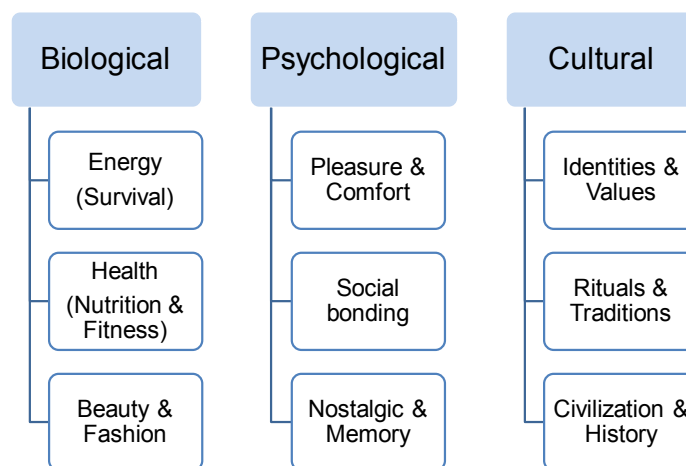 Biological
Energy
(Survival)
Health
(Nutrition &
Fitness)
Beauty &
Fashion
Psychological
Pleasure &
Comfort
Social
bonding
Nostalgic &
Memory
Cultural
Identities &
Values
Rituals &
Traditions
Civilization &
History